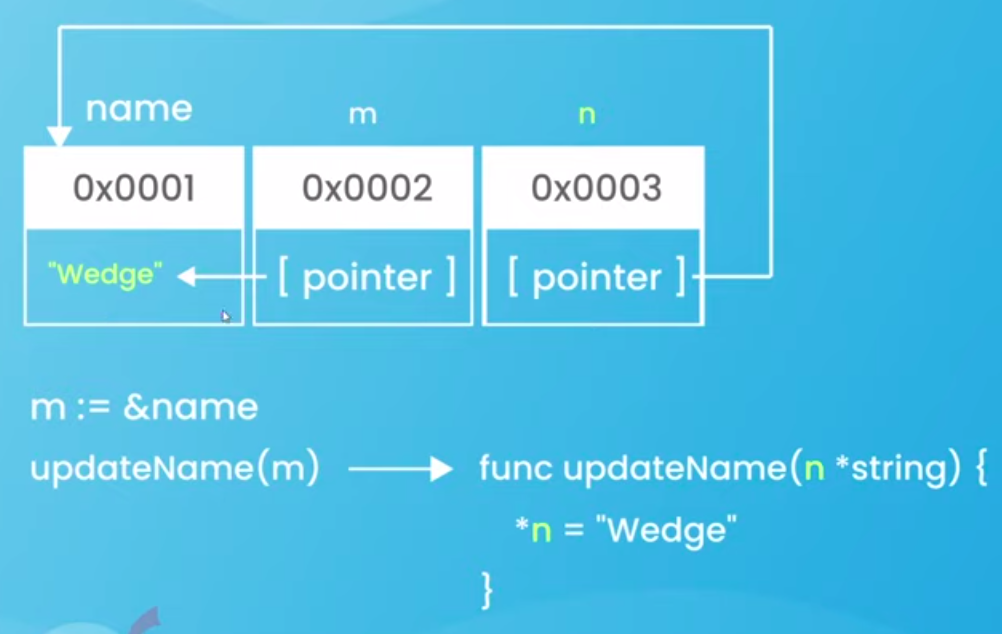 name m n
0x0001 0x0002 0x0003
"Wedge" [ pointer ] [ pointer ]
m := &name
updateName(m) func updateName(n *string) {
*n = "Wedge"
}